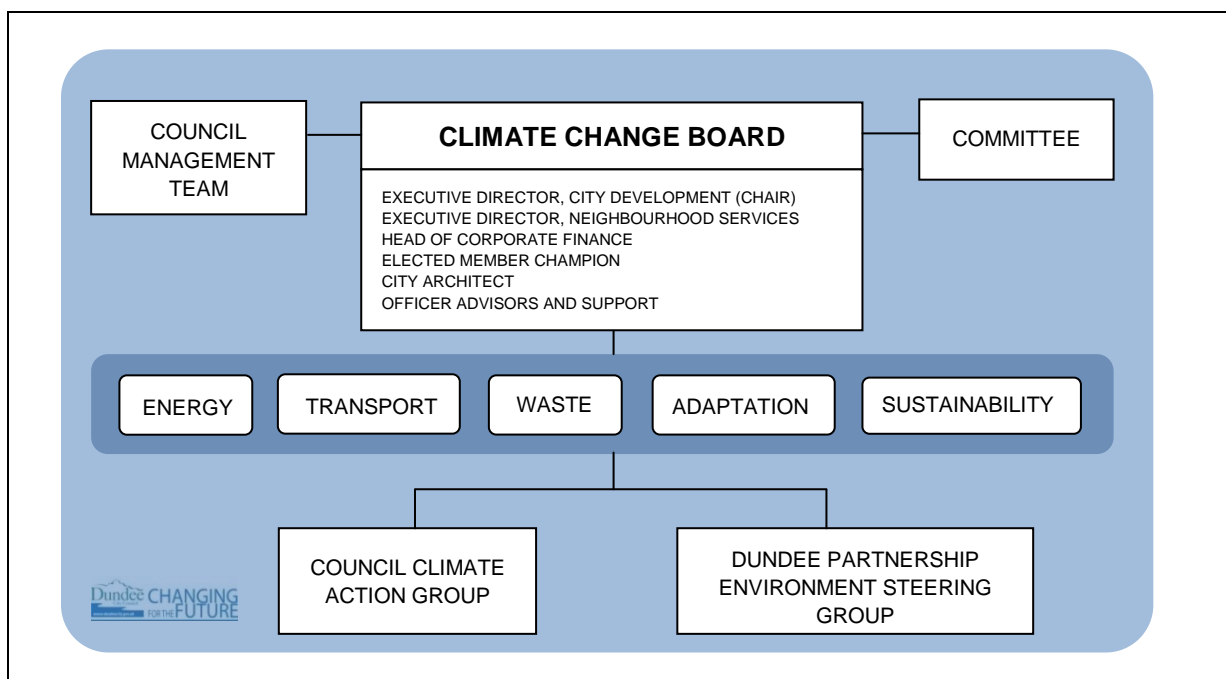 COUNCIL
MANAGEMENT
TEAM
CLIMATE CHANGE BOARD
COMMITTEE
EXECUTIVE DIRECTOR, CITY DEVELOPMENT (CHAIR)
EXECUTIVE DIRECTOR, NEIGHBOURHOOD SERVICES
HEAD OF CORPORATE FINANCE
ELECTED MEMBER CHAMPION
CITY ARCHITECT
OFFICER ADVISORS AND SUPPORT
ENERGY
TRANSPORT
WASTE
ADAPTATION
SUSTAINABILITY
COUNCIL CLIMATE
ACTION GROUP
DUNDEE PARTNERSHIP
ENVIRONMENT STEERING
GROUP
Dundee CHANGING
FOR THE FUTURE